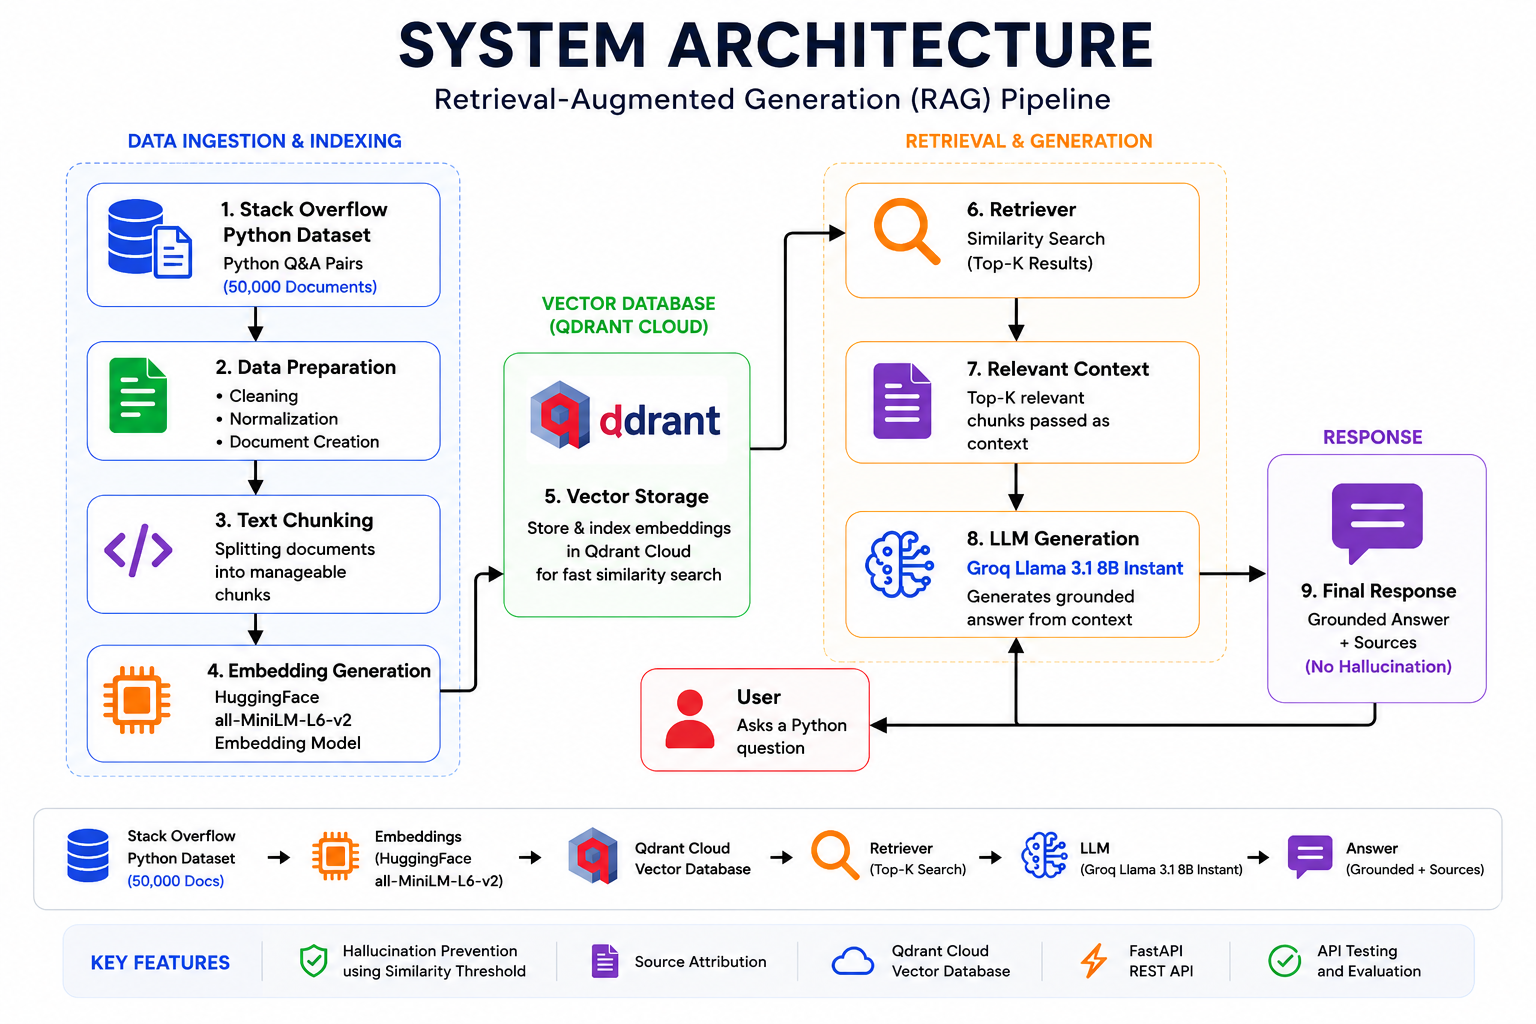 SYSTEM ARCHITECTURE
Retrieval-Augmented Generation (RAG) Pipeline
DATA INGESTION & INDEXING
1. Stack Overflow
Python Dataset
Python Q&A Pairs
(50,000 Documents)
2. Data Preparation
• Cleaning
• Normalization
• Document Creation
3. Text Chunking
Splitting documents
into manageable
chunks
4. Embedding Generation
HuggingFace
all-MiniLM-L6-v2
Embedding Model
VECTOR DATABASE
(QDRANT CLOUD)
qdrant
5. Vector Storage
Store & index embeddings
in Qdrant Cloud
for fast similarity search
RETRIEVAL & GENERATION
6. Retriever
Similarity Search
(Top-K Results)
7. Relevant Context
Top-K relevant
chunks passed as
context
8. LLM Generation
Groq Llama 3.1 8B Instant
Generates grounded
answer from context
User
Asks a Python
question
RESPONSE
9. Final Response
Grounded Answer
+ Sources
(No Hallucination)
Stack Overflow
Python Dataset
(50,000 Docs)
Embeddings
(HuggingFace
all-MiniLM-L6-v2)
Qdrant Cloud
Vector Database
Retriever
(Top-K Search)
LLM
(Groq Llama 3.1 8B Instant)
Answer
(Grounded + Sources)
KEY FEATURES
Hallucination Prevention
using Similarity Threshold
Source Attribution
Qdrant Cloud
Vector Database
FastAPI
REST API
API Testing
and Evaluation